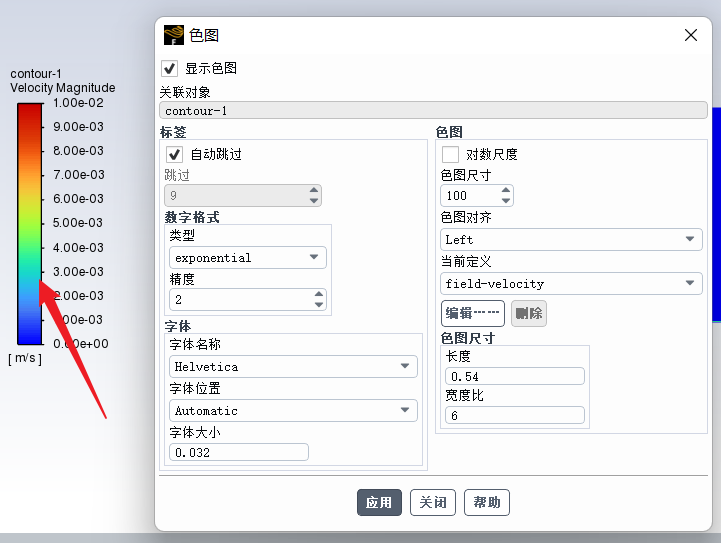 contour-1
Velocity Magnitude
1.00e-02
9.00e-03
8.00e-03
7.00e-03
6.00e-03
5.00e-03
4.00e-03
3.00e-03
2.00e-03
.00e-03
0.00e+00
[ m/s ]
色图
显示色图
关联对象
contour-1
标签
自动跳过
跳过
9
数字格式
类型
exponential
精度
2
字体
字体名称
Helvetica
字体位置
Automatic
字体大小
0.032
色图
对数尺度
色图尺寸
100
色图对齐
Left
当前定义
field-velocity
编辑······
删除
色图尺寸
长度
0.54
宽度比
6
应用
关闭
帮助